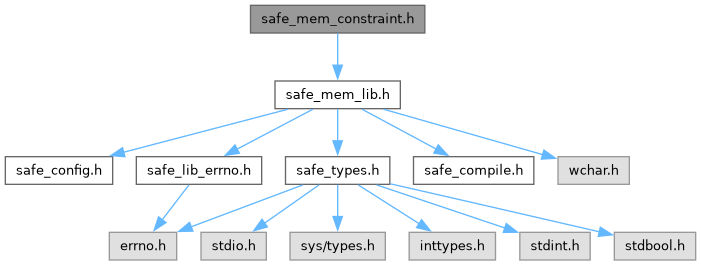 safe_mem_constraint.h
safe_mem_lib.h
safe_config.h
safe_lib_errno.h
safe_types.h
safe_compile.h
wchar.h
errno.h
stdio.h
sys/types.h
inttypes.h
stdint.h
stdbool.h